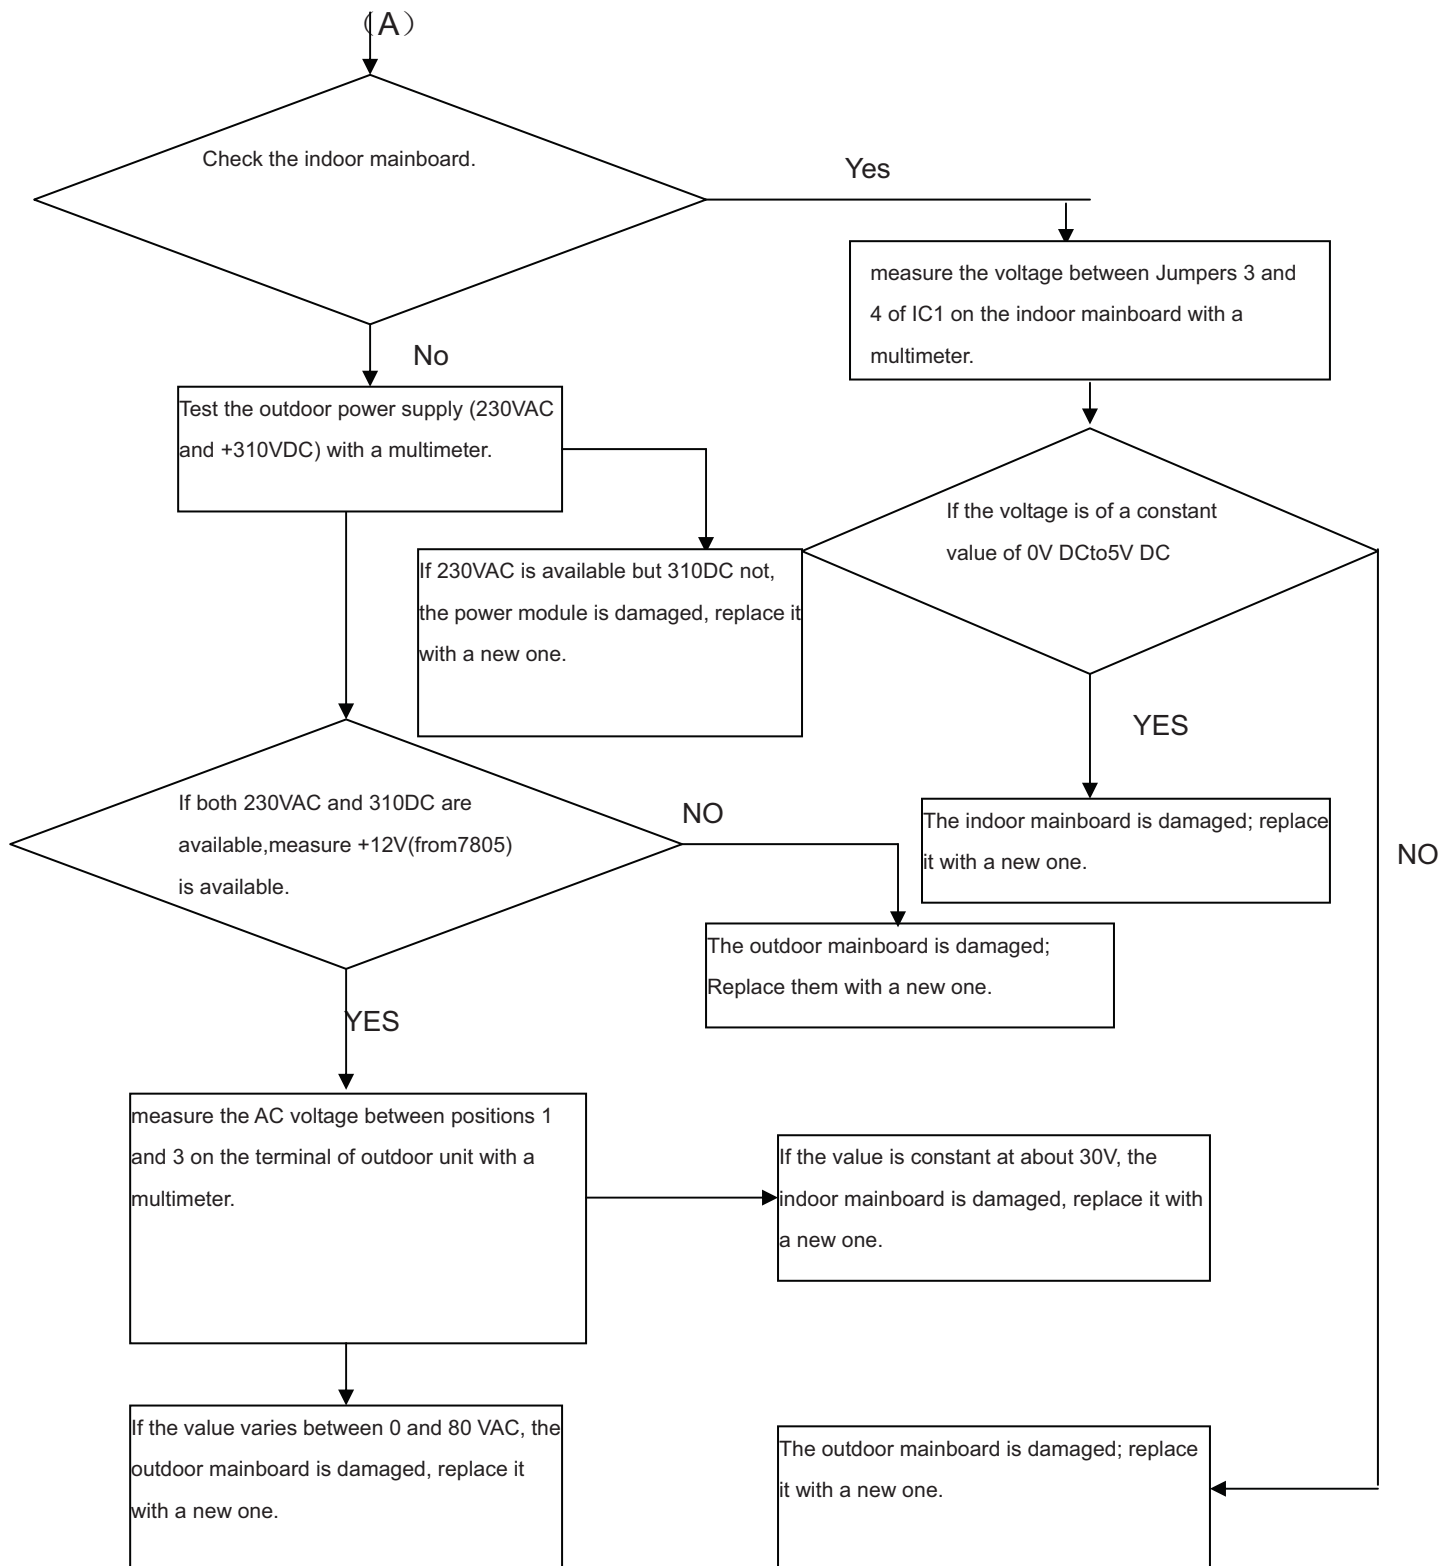 （A）
Check the indoor mainboard.
Yes
measure the voltage between Jumpers 3 and
4 of IC1 on the indoor mainboard with a
multimeter.
No
Test the outdoor power supply (230VAC
and +310VDC) with a multimeter.
If the voltage is of a constant
value of 0V DCto5V DC
If 230VAC is available but 310DC not,
the power module is damaged, replace it
with a new one.
YES
If both 230VAC and 310DC are
available,measure +12V(from7805)
is available.
NO
The indoor mainboard is damaged; replace
it with a new one.
NO
The outdoor mainboard is damaged;
Replace them with a new one.
YES
measure the AC voltage between positions 1
and 3 on the terminal of outdoor unit with a
multimeter.
If the value is constant at about 30V, the
indoor mainboard is damaged, replace it with
a new one.
If the value varies between 0 and 80 VAC, the
outdoor mainboard is damaged, replace it
with a new one.
The outdoor mainboard is damaged; replace
it with a new one.